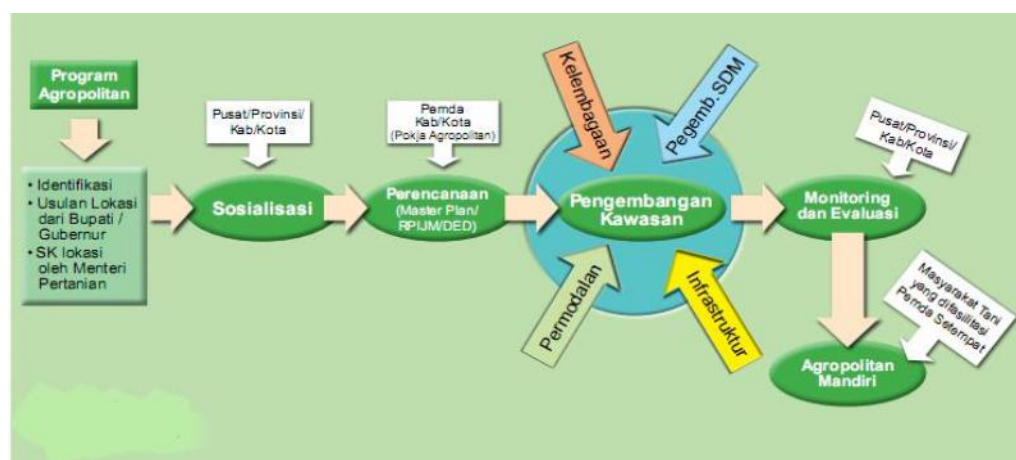 Program
Agropolitan
• Identifikasi
• Usulan Lokasi
dari Bupati /
Gubernur
• SK lokasi
oleh Menteri
Pertanian
Pusat/Provinsi/
Kab/Kota
Sosialisasi
Pemda
Kab/Kota
(Pokja Agropolitan)
Perencanaan
(Master Plan/
RPIJM/DED)
Kelembagaan
Pegemb. SDM
Pengembangan
Kawasan
Permodalan
Infrastruktur
Pusat/Provinsi/
Kab/Kota
Monitoring
dan Evaluasi
Masyarakat Tani
yang difasilitasi
Pemda Setempat
Agropolitan
Mandiri